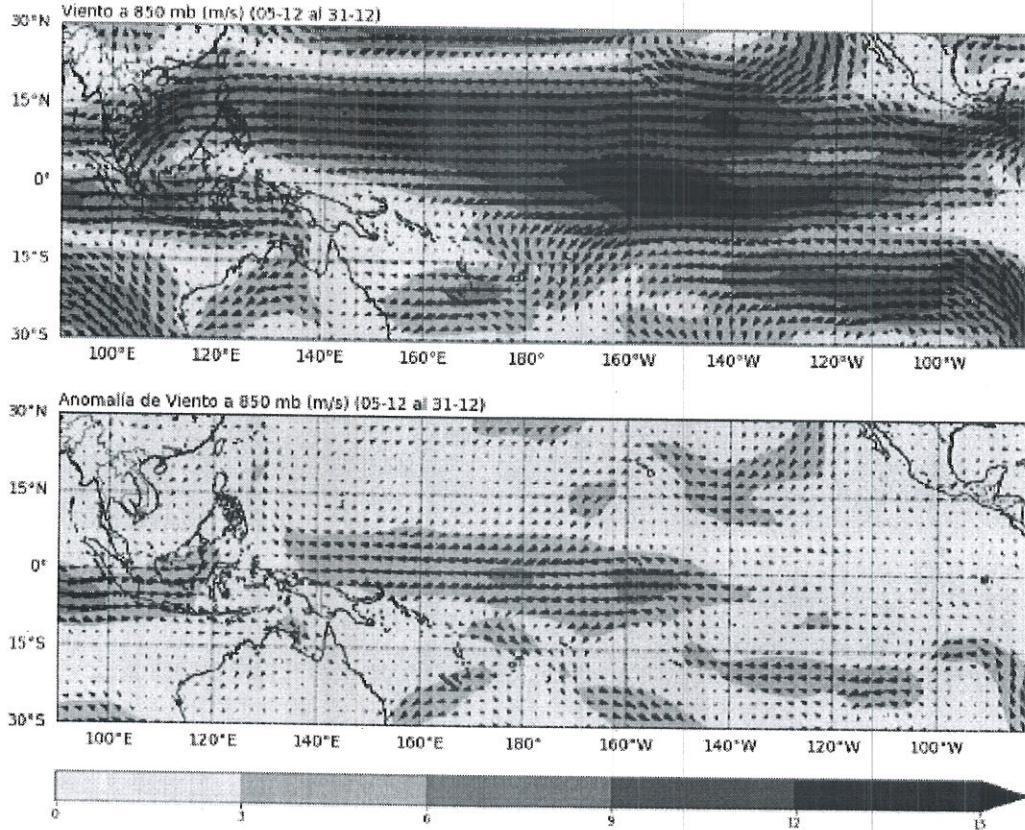 Viento a 850 mb (m/s) (05-12 al 31-12)
30°N
15°N
0°
15°S
30°S
100°E 120°E 140°E 160°E 180° 160°W 140°W 120°W 100°W
Anomalía de Viento a 850 mb (m/s) (05-12 al 31-12)
30°N
15°N
0°
15°S
30°S
100°E 120°E 140°E 160°E 180° 160°W 140°W 120°W 100°W
0 3 6 9 12 15